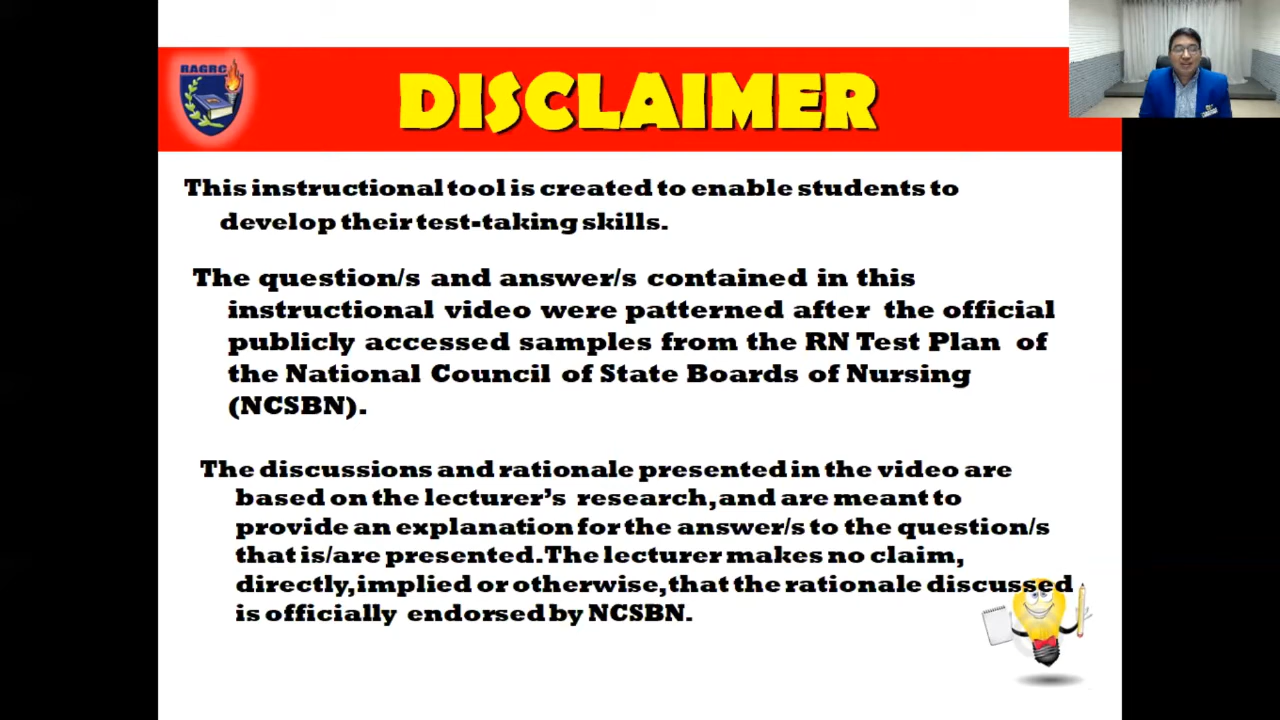 RAGRC
DISCLAIMER
This instructional tool is created to enable students to
develop their test-taking skills.
The question/s and answer/s contained in this
instructional video were patterned after the official
publicly accessed samples from the RN Test Plan of
the National Council of State Boards of Nursing
(NCSBN).
The discussions and rationale presented in the video are
based on the lecturer's research, and are meant to
provide an explanation for the answer/s to the question/s
that is/are presented. The lecturer makes no claim,
directly, implied or otherwise, that the rationale discussed
is officially endorsed by NCSBN.